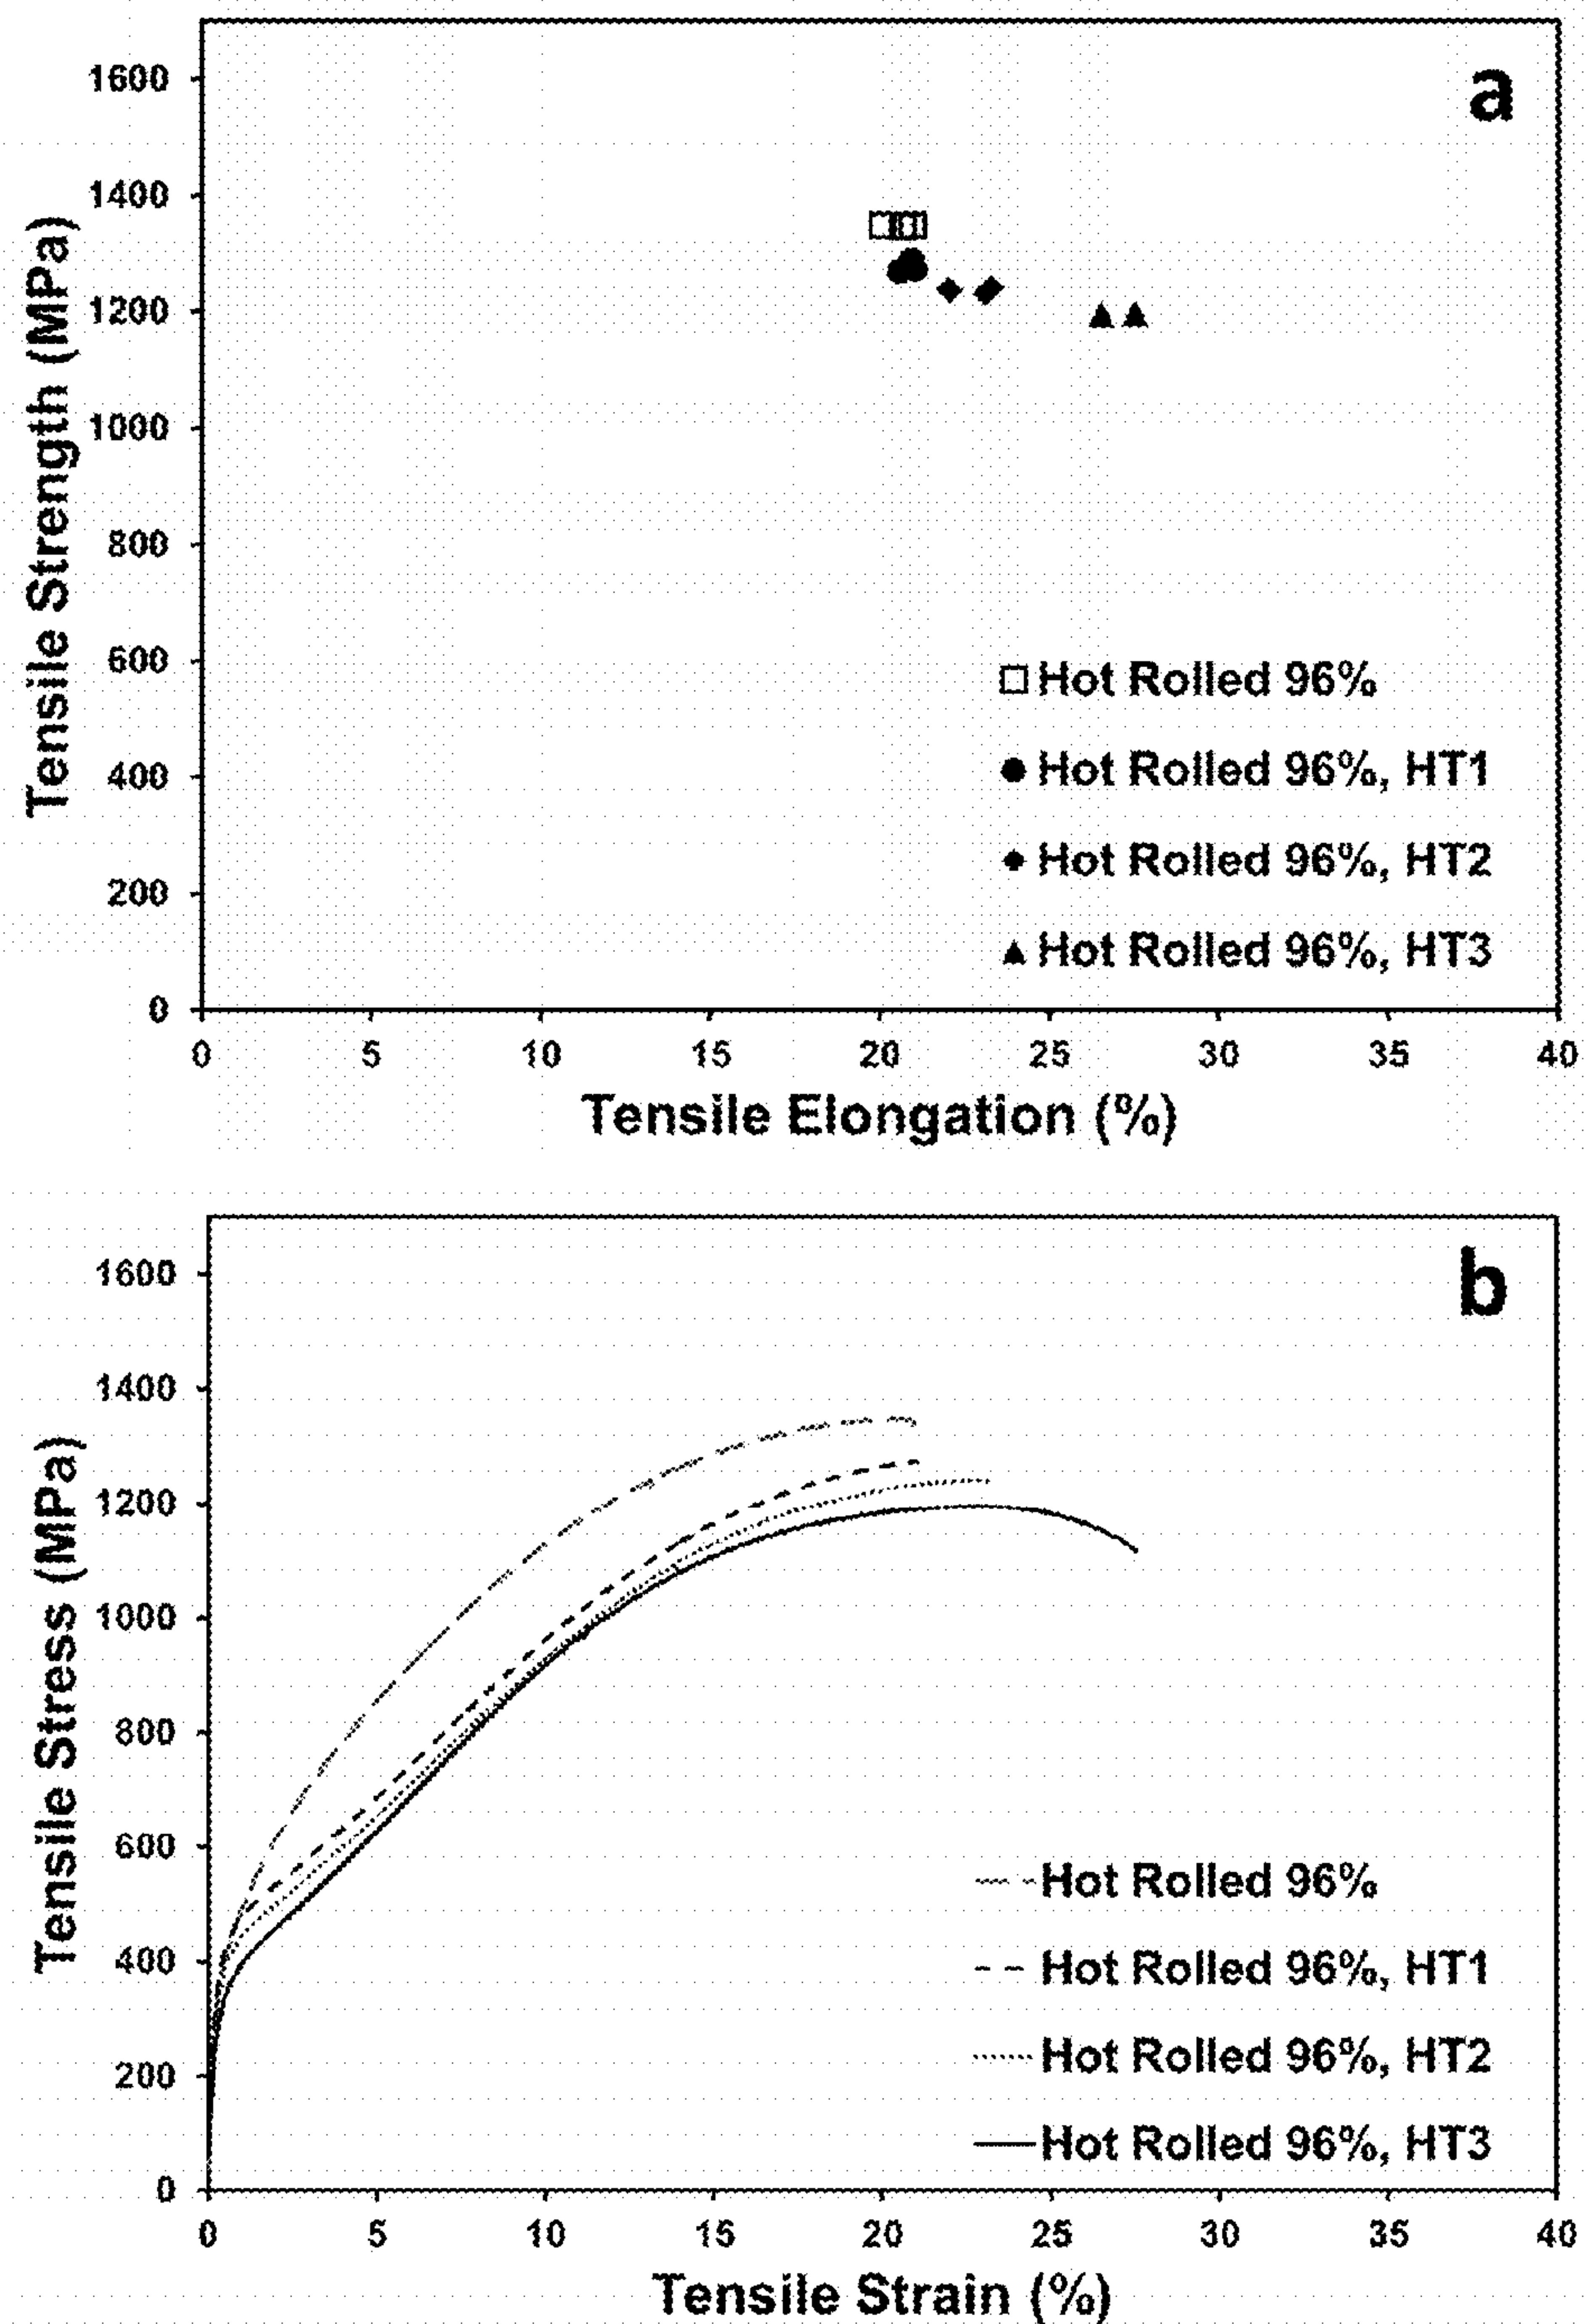 a
1600
1400
1200
1000
800
600
400
200
0
Tensile Strength (MPa)
Hot Rolled 96%
Hot Rolled 96%, HT1
Hot Rolled 96%, HT2
Hot Rolled 96%, HT3
0 5 10 15 20 25 30 35 40
Tensile Elongation (%)
b
1600
1400
1200
1000
800
600
400
200
0
Tensile Stress (MPa)
Hot Rolled 96%
Hot Rolled 96%, HT1
Hot Rolled 96%, HT2
Hot Rolled 96%, HT3
0 5 10 15 20 25 30 35 40
Tensile Strain (%)